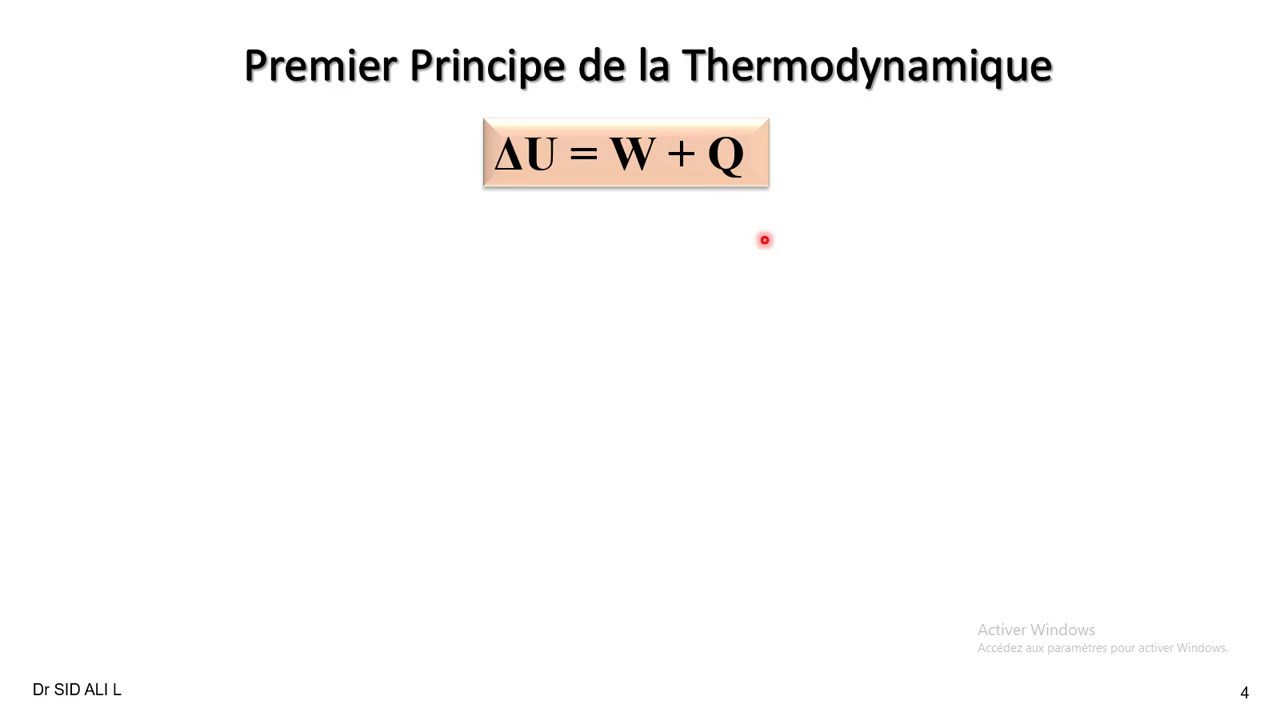 Premier Principe de la Thermodynamique
ΔU = W + Q
Activer Windows
Accédez aux paramètres pour activer Windows.
Dr SID ALI L
4